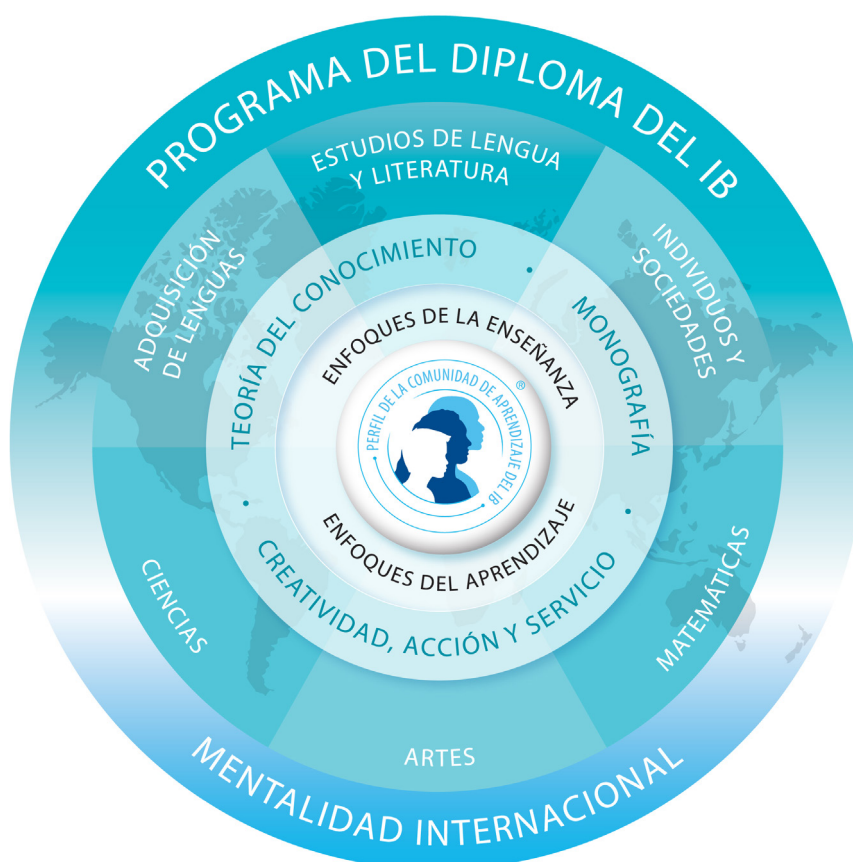 PROGRAMA DEL DIPLOMA DEL IB
ESTUDIOS DE LENGUA
Y LITERATURA
ADQUISICIÓN
DE LENGUAS
INDIVIDUOS Y
SOCIEDADES
TEORÍA DEL CONOCIMIENTO
MONOGRAFÍA
ENFOQUES DE LA ENSEÑANZA
PERFIL DE LA COMUNIDAD DE APRENDIZAJE DEL IB
®
ENFOQUES DEL APRENDIZAJE
CREATIVIDAD, ACCIÓN Y SERVICIO
CIENCIAS
MATEMÁTICAS
ARTES
MENTALIDAD INTERNACIONAL